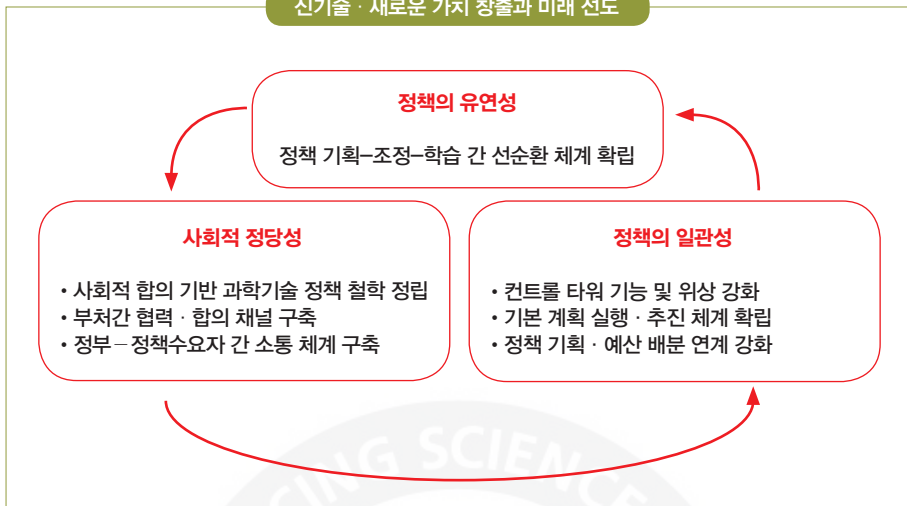 신기술 · 새로운 가치 창출과 미래 선도
정책의 유연성
정책 기획–조정–학습 간 선순환 체계 확립
사회적 정당성
• 사회적 합의 기반 과학기술 정책 철학 정립
• 부처간 협력 · 합의 채널 구축
• 정부 – 정책수요자 간 소통 체계 구축
정책의 일관성
• 컨트롤 타워 기능 및 위상 강화
• 기본 계획 실행 · 추진 체계 확립
• 정책 기획 · 예산 배분 연계 강화